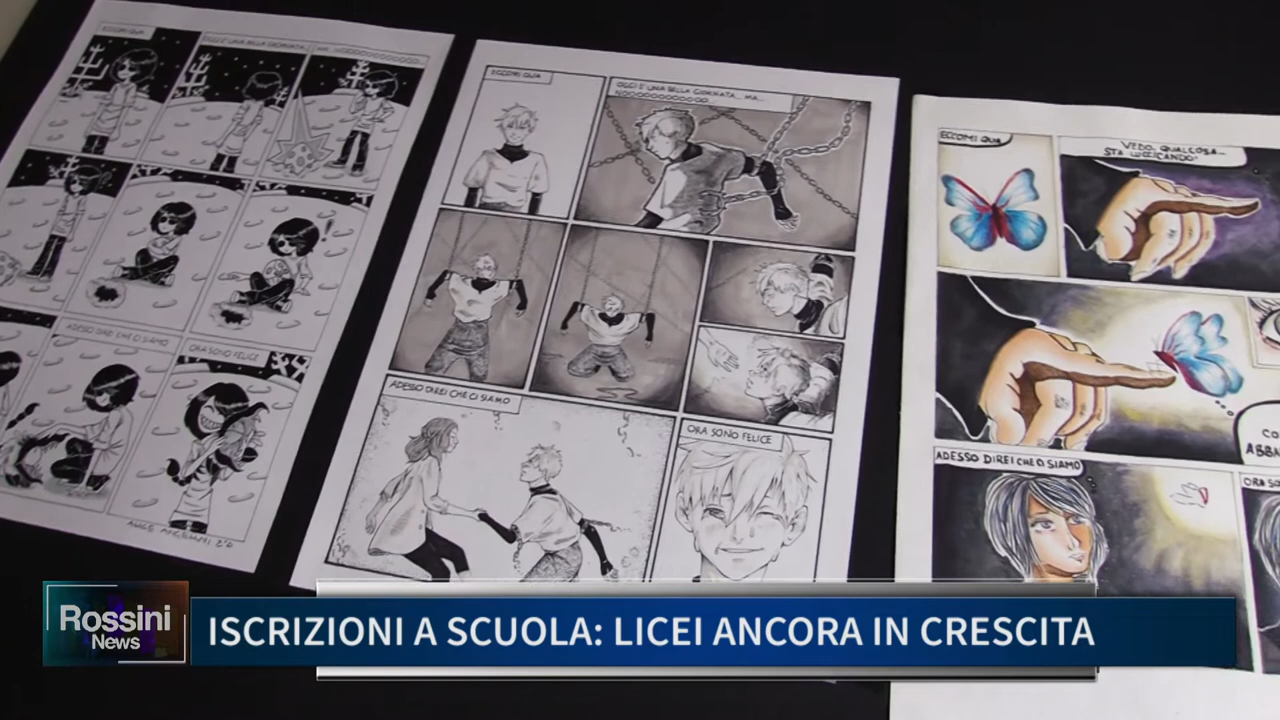 ECCOMI QUA
OGGI È UNA BELLA GIORNATA...
ADESSO DIREI CHE CI SIAMO
ORA SONO FELICE
ECCOMI QUA
OGGI È UNA BELLA GIORNATA... MA...
NOOOOOOOOOOO...
ADESSO DIREI CHE CI SIAMO
ORA SONO FELICE
ECCOMI QUA
VEDO, QUALCOSA...
STA LUCCICANDO
ADESSO DIREI CHE CI SIAMO
Rossini
News
ISCRIZIONI A SCUOLA: LICEI ANCORA IN CRESCITA